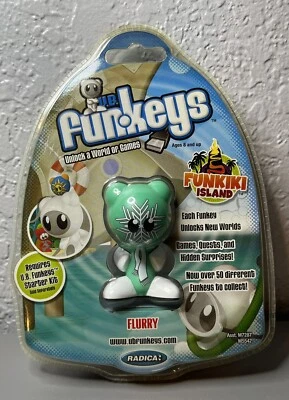 U.B.
funkeys™
Unlock a World of Games
Ages 8 and up
FUNKIKI
ISLAND
Each Funkey
Unlocks New Worlds
Games, Quests, and
Hidden Surprises!
Now over 50 different
Funkeys to collect!
Requires
U.B. Funkeys
Starter Kit
FLURRY
www.ubfunkeys.com
RADICA: